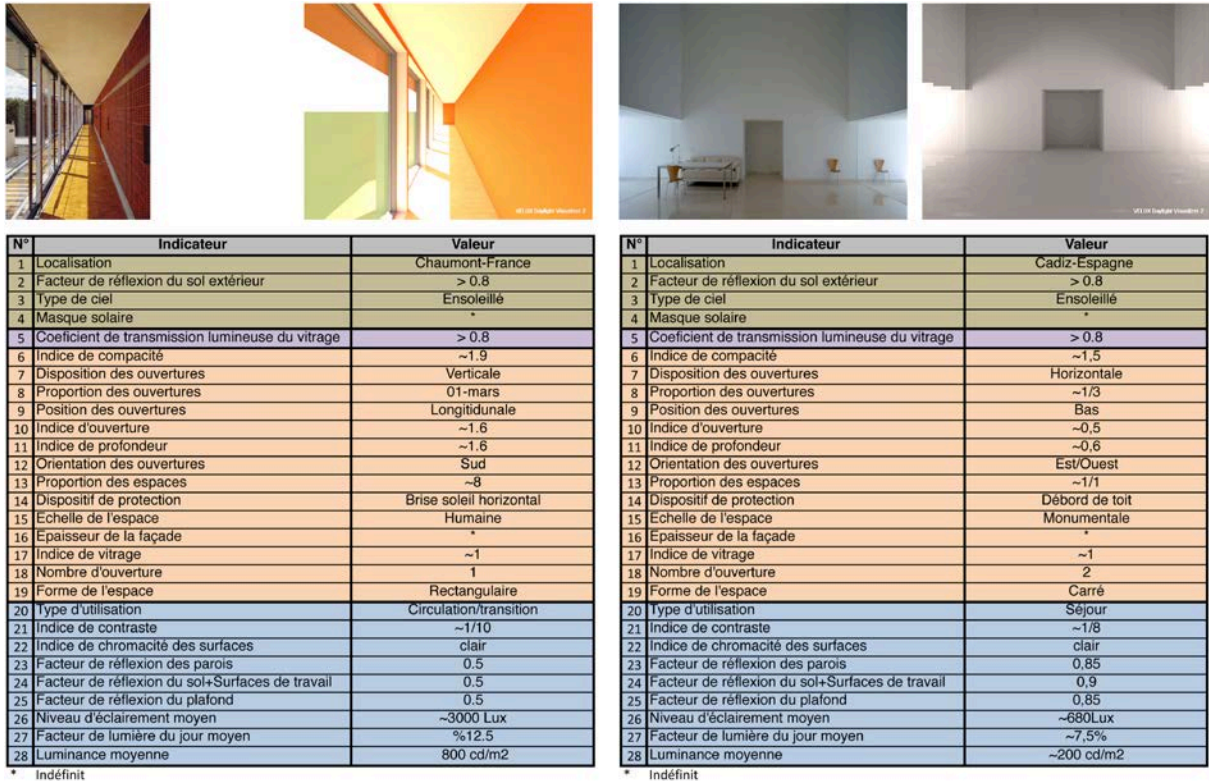 VELUX Daylight Visualizer 2
VELUX Daylight Visualizer 2
N° Indicateur Valeur
1 Localisation Chaumont-France
2 Facteur de réflexion du sol extérieur > 0.8
3 Type de ciel Ensoleillé
4 Masque solaire *
5 Coeficient de transmission lumineuse du vitrage > 0.8
6 Indice de compacité ~1.9
7 Disposition des ouvertures Verticale
8 Proportion des ouvertures 01-mars
9 Position des ouvertures Longitidunale
10 Indice d'ouverture ~1.6
11 Indice de profondeur ~1.6
12 Orientation des ouvertures Sud
13 Proportion des espaces ~8
14 Dispositif de protection Brise soleil horizontal
15 Echelle de l'espace Humaine
16 Epaisseur de la façade *
17 Indice de vitrage ~1
18 Nombre d'ouverture 1
19 Forme de l'espace Rectangulaire
20 Type d'utilisation Circulation/transition
21 Indice de contraste ~1/10
22 Indice de chromacité des surfaces clair
23 Facteur de réflexion des parois 0.5
24 Facteur de réflexion du sol+Surfaces de travail 0.5
25 Facteur de réflexion du plafond 0.5
26 Niveau d'éclairement moyen ~3000 Lux
27 Facteur de lumière du jour moyen %12.5
28 Luminance moyenne 800 cd/m2
* Indéfinit
N° Indicateur Valeur
1 Localisation Cadiz-Espagne
2 Facteur de réflexion du sol extérieur > 0.8
3 Type de ciel Ensoleillé
4 Masque solaire *
5 Coeficient de transmission lumineuse du vitrage > 0.8
6 Indice de compacité ~1,5
7 Disposition des ouvertures Horizontale
8 Proportion des ouvertures ~1/3
9 Position des ouvertures Bas
10 Indice d'ouverture ~0,5
11 Indice de profondeur ~0,6
12 Orientation des ouvertures Est/Ouest
13 Proportion des espaces ~1/1
14 Dispositif de protection Débord de toit
15 Echelle de l'espace Monumentale
16 Epaisseur de la façade *
17 Indice de vitrage ~1
18 Nombre d'ouverture 2
19 Forme de l'espace Carré
20 Type d'utilisation Séjour
21 Indice de contraste ~1/8
22 Indice de chromacité des surfaces clair
23 Facteur de réflexion des parois 0,85
24 Facteur de réflexion du sol+Surfaces de travail 0,9
25 Facteur de réflexion du plafond 0,85
26 Niveau d'éclairement moyen ~680Lux
27 Facteur de lumière du jour moyen ~7,5%
28 Luminance moyenne ~200 cd/m2
* Indéfinit